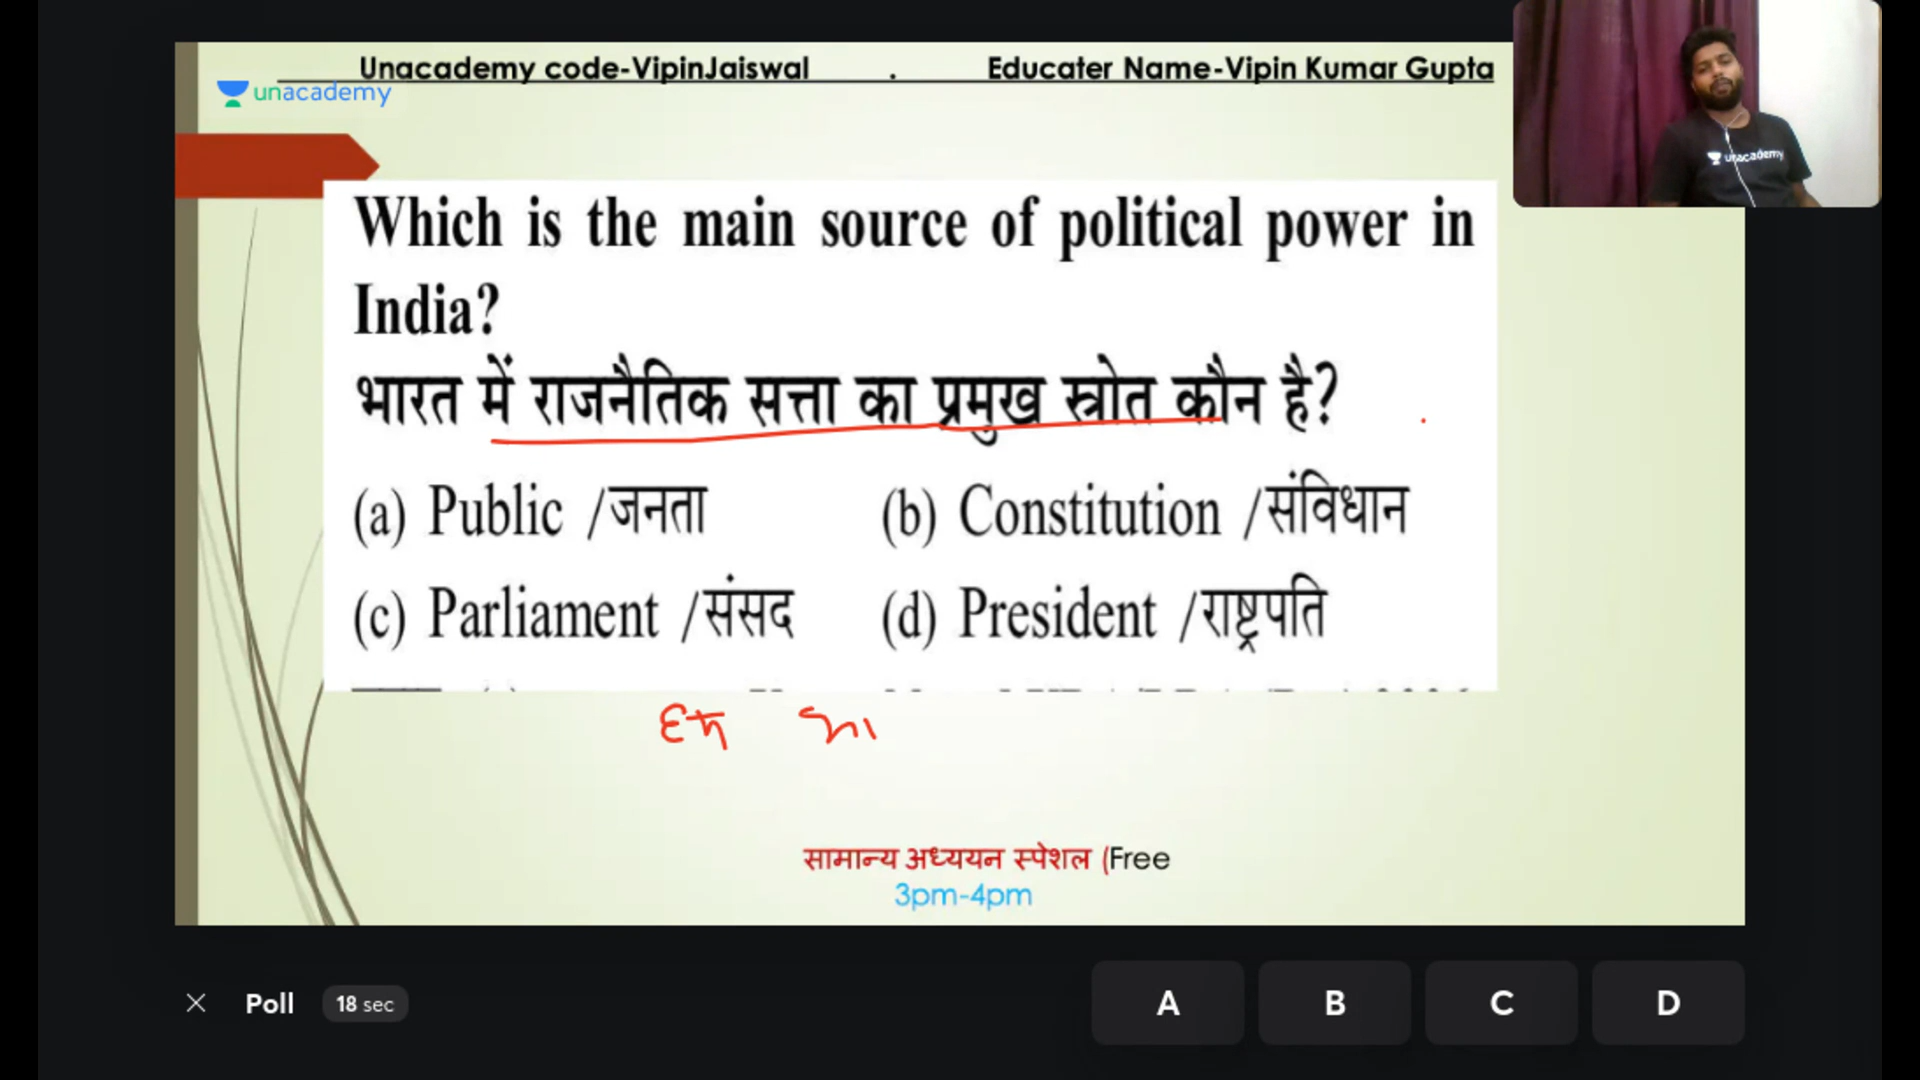 Unacademy code-VipinJaiswal . Educater Name-Vipin Kumar Gupta
unacademy
unacademy
Which is the main source of political power in
India?
भारत में राजनैतिक सत्ता का प्रमुख स्त्रोत कौन है?
(a) Public /जनता (b) Constitution /संविधान
(c) Parliament /संसद (d) President /राष्ट्रपति
हम भा
सामान्य अध्ययन स्पेशल (Free
3pm-4pm
Poll 18 sec A B C D